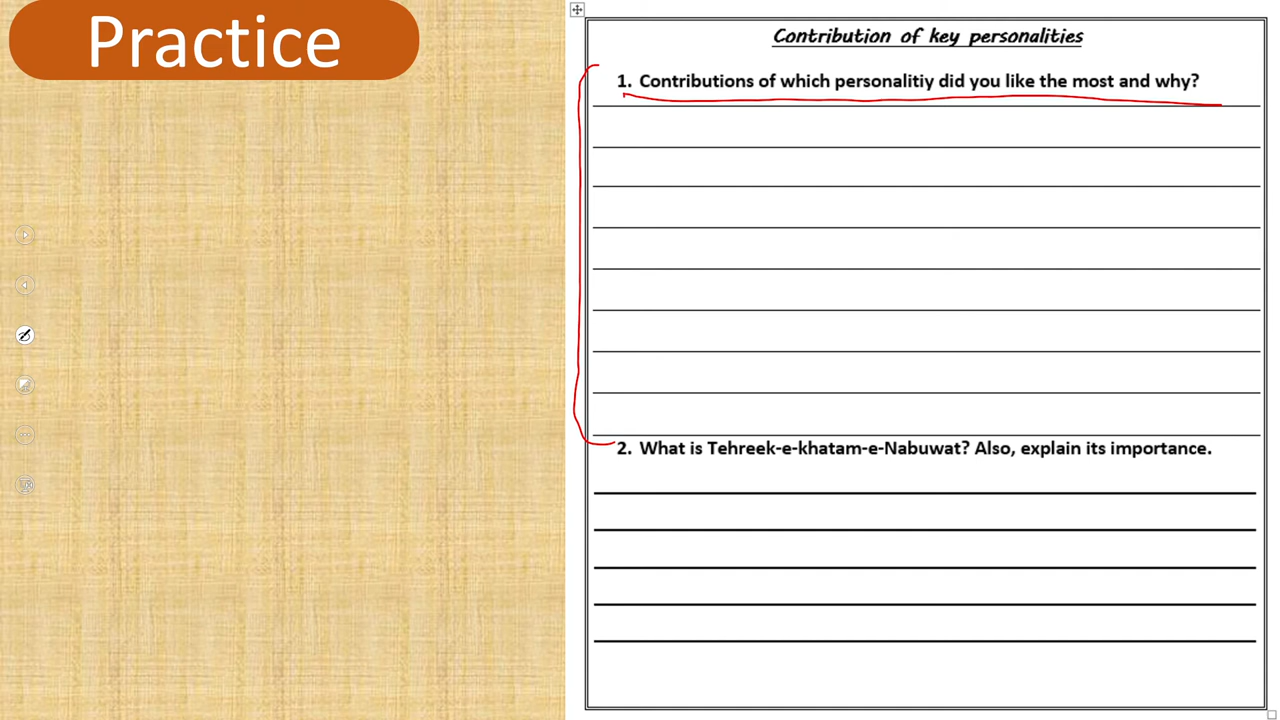 Practice
Contribution of key personalities
1. Contributions of which personalitiy did you like the most and why?
2. What is Tehreek-e-khatam-e-Nabuwat? Also, explain its importance.